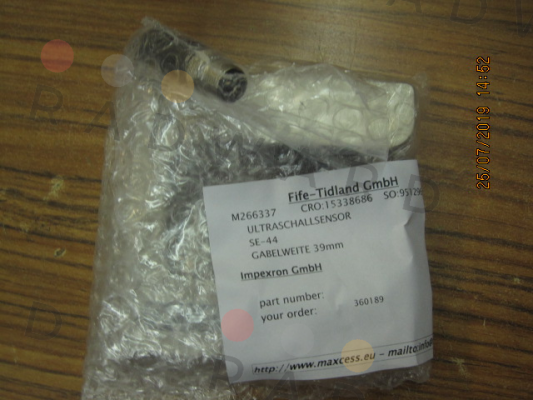 Fife-Tidland GmbH
M266337 CRO:15338686
ULTRASCHALLSENSOR
SE-44
GABELWEITE 39mm
Impexron GmbH
part number:
your order: 360189
http://www.maxcess.eu - mailto:
25/07/2019 14:52